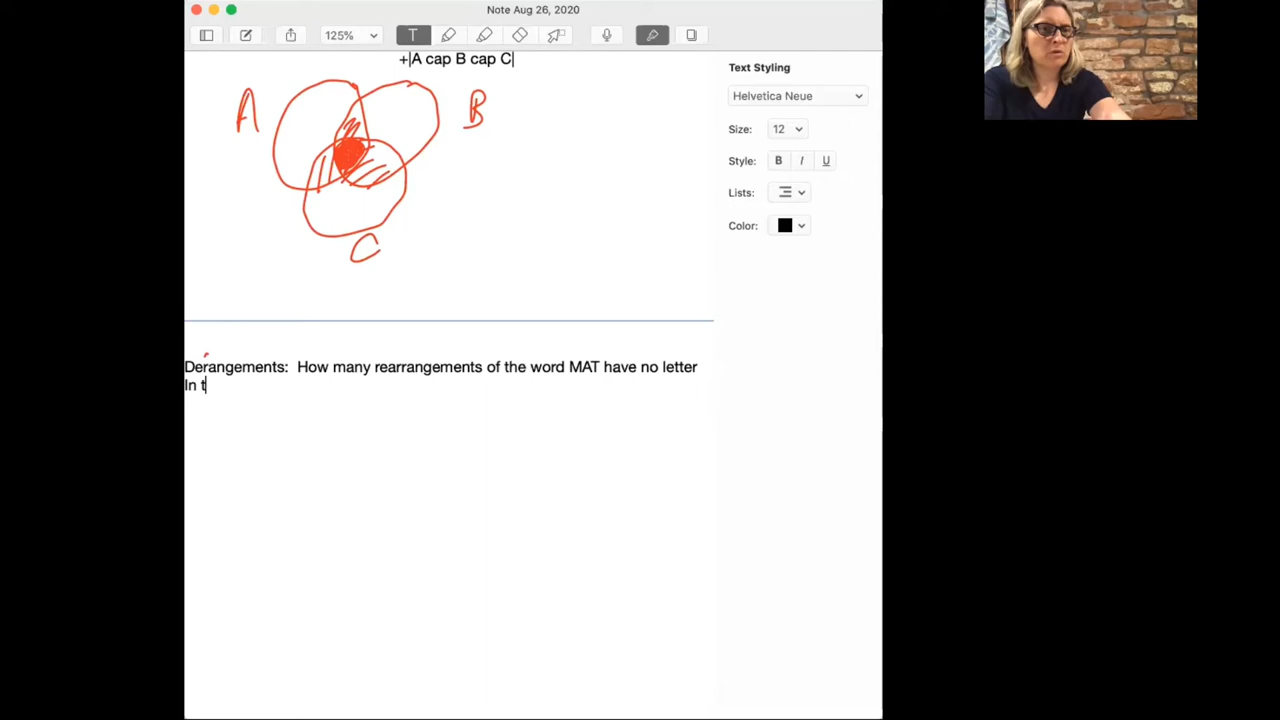 Note Aug 26, 2020
125%
T
+|A cap B cap C|
A
B
C
Derangements: How many rearrangements of the word MAT have no letter
In t
Text Styling
Helvetica Neue
Size: 12
Style: B I U
Lists:
Color: